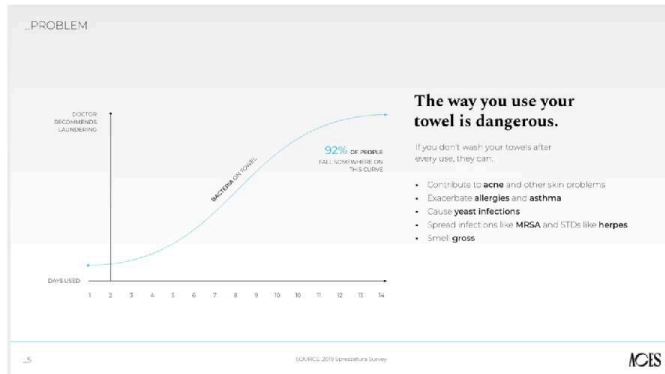 _PROBLEM
DOCTOR
RECOMMENDS
LAUNDERING
BACTERIA ON TOWEL
92% OF PEOPLE
FALL SOMEWHERE ON
THIS CURVE
DAYS USED
1 2 3 4 5 6 7 8 9 10 11 12 13 14
The way you use your
towel is dangerous.
If you don't wash your towels after
every use, they can:
• Contribute to acne and other skin problems
• Exacerbate allergies and asthma
• Cause yeast infections
• Spread infections like MRSA and STDs like herpes
• Smell gross
_5
SOURCE: 2019 Sprezzatura Survey